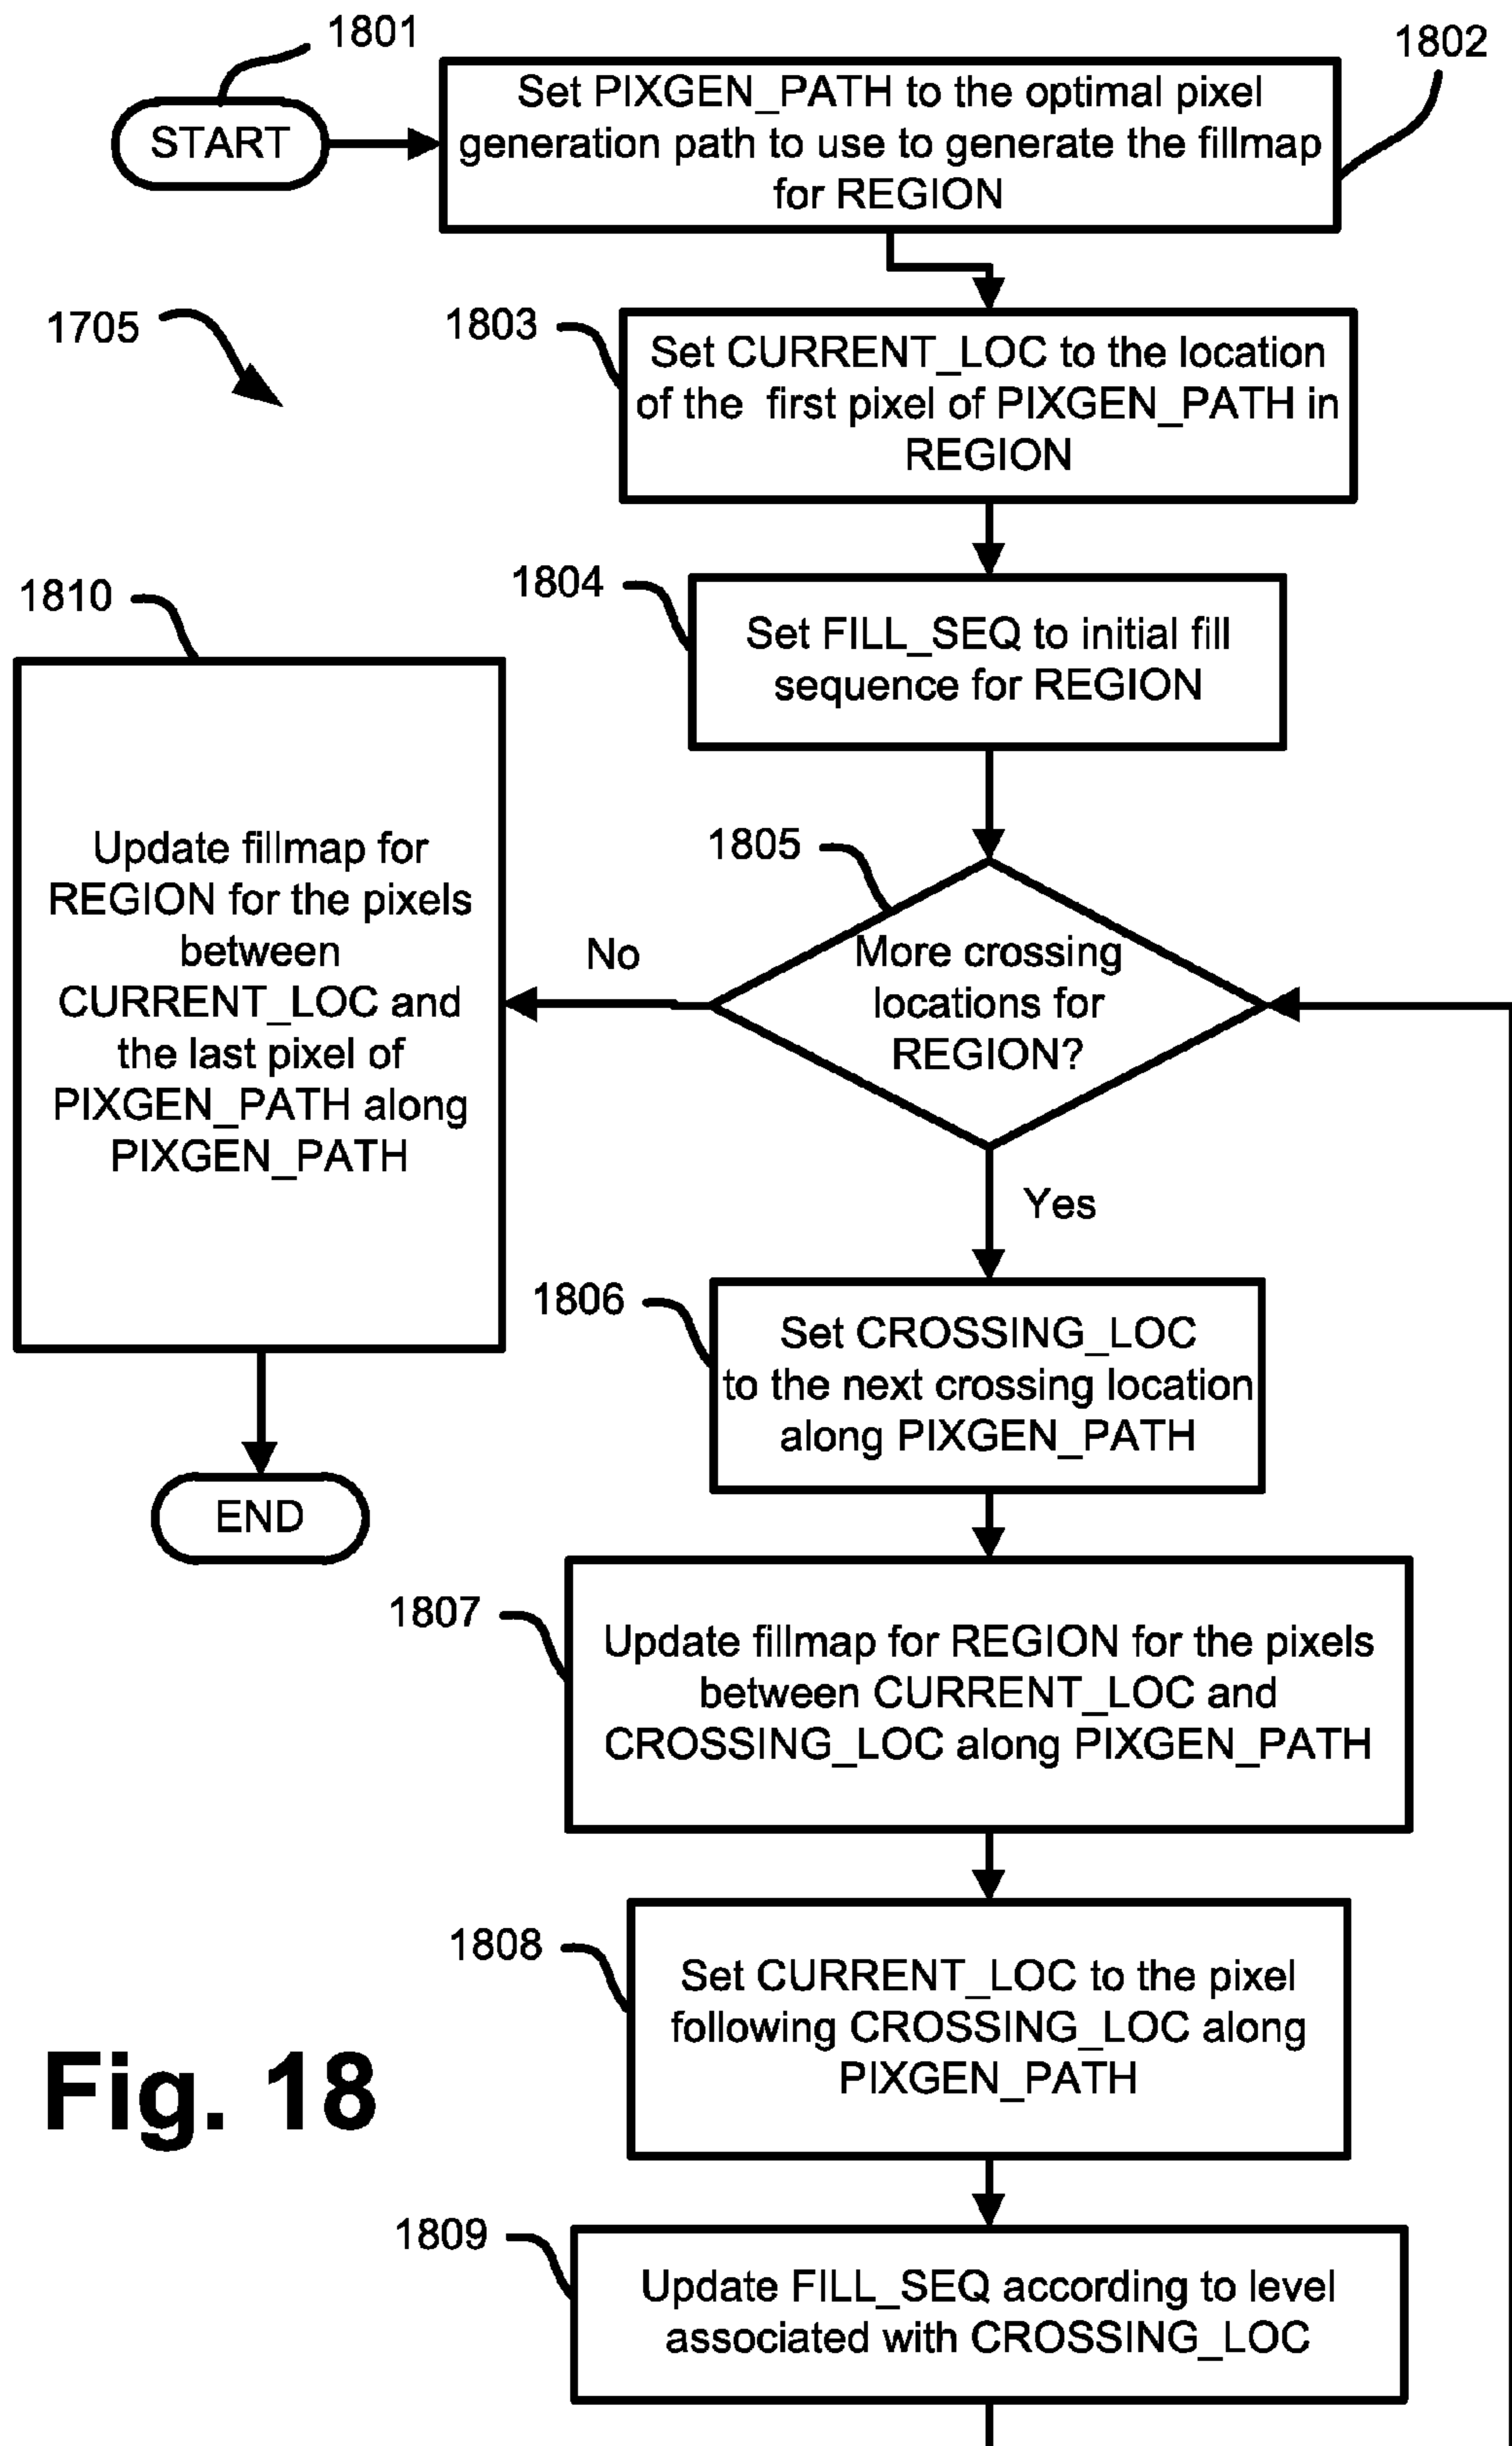 1801
START
1802
Set PIXGEN_PATH to the optimal pixel
generation path to use to generate the fillmap
for REGION
1705
1803
Set CURRENT_LOC to the location
of the first pixel of PIXGEN_PATH in
REGION
1804
Set FILL_SEQ to initial fill
sequence for REGION
1805
More crossing
locations for
REGION?
No
1810
Update fillmap for
REGION for the pixels
between
CURRENT_LOC and
the last pixel of
PIXGEN_PATH along
PIXGEN_PATH
END
Yes
1806
Set CROSSING_LOC
to the next crossing location
along PIXGEN_PATH
1807
Update fillmap for REGION for the pixels
between CURRENT_LOC and
CROSSING_LOC along PIXGEN_PATH
1808
Set CURRENT_LOC to the pixel
following CROSSING_LOC along
PIXGEN_PATH
1809
Update FILL_SEQ according to level
associated with CROSSING_LOC
Fig. 18